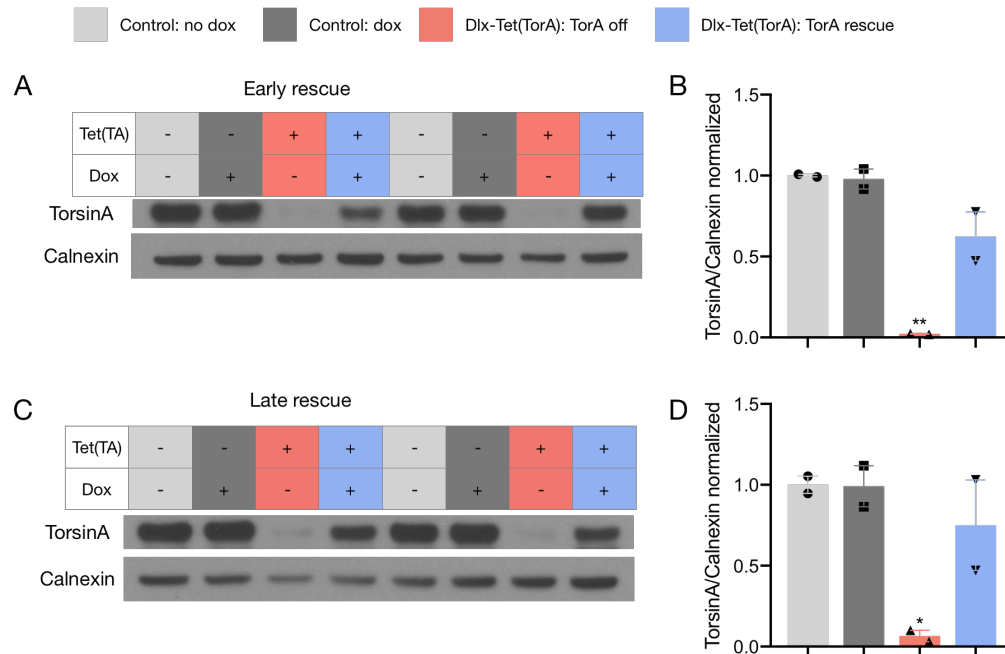 Control: no dox
Control: dox
Dlx-Tet(TorA): TorA off
Dlx-Tet(TorA): TorA rescue
A
Early rescue
Tet(TA) - - + + - - + +
Dox - + - + - + - +
TorsinA
Calnexin
B
TorsinA/Calnexin normalized
1.5
1.0
0.5
0.0
**
C
Late rescue
Tet(TA) - - + + - - + +
Dox - + - + - + - +
TorsinA
Calnexin
D
TorsinA/Calnexin normalized
1.5
1.0
0.5
0.0
*